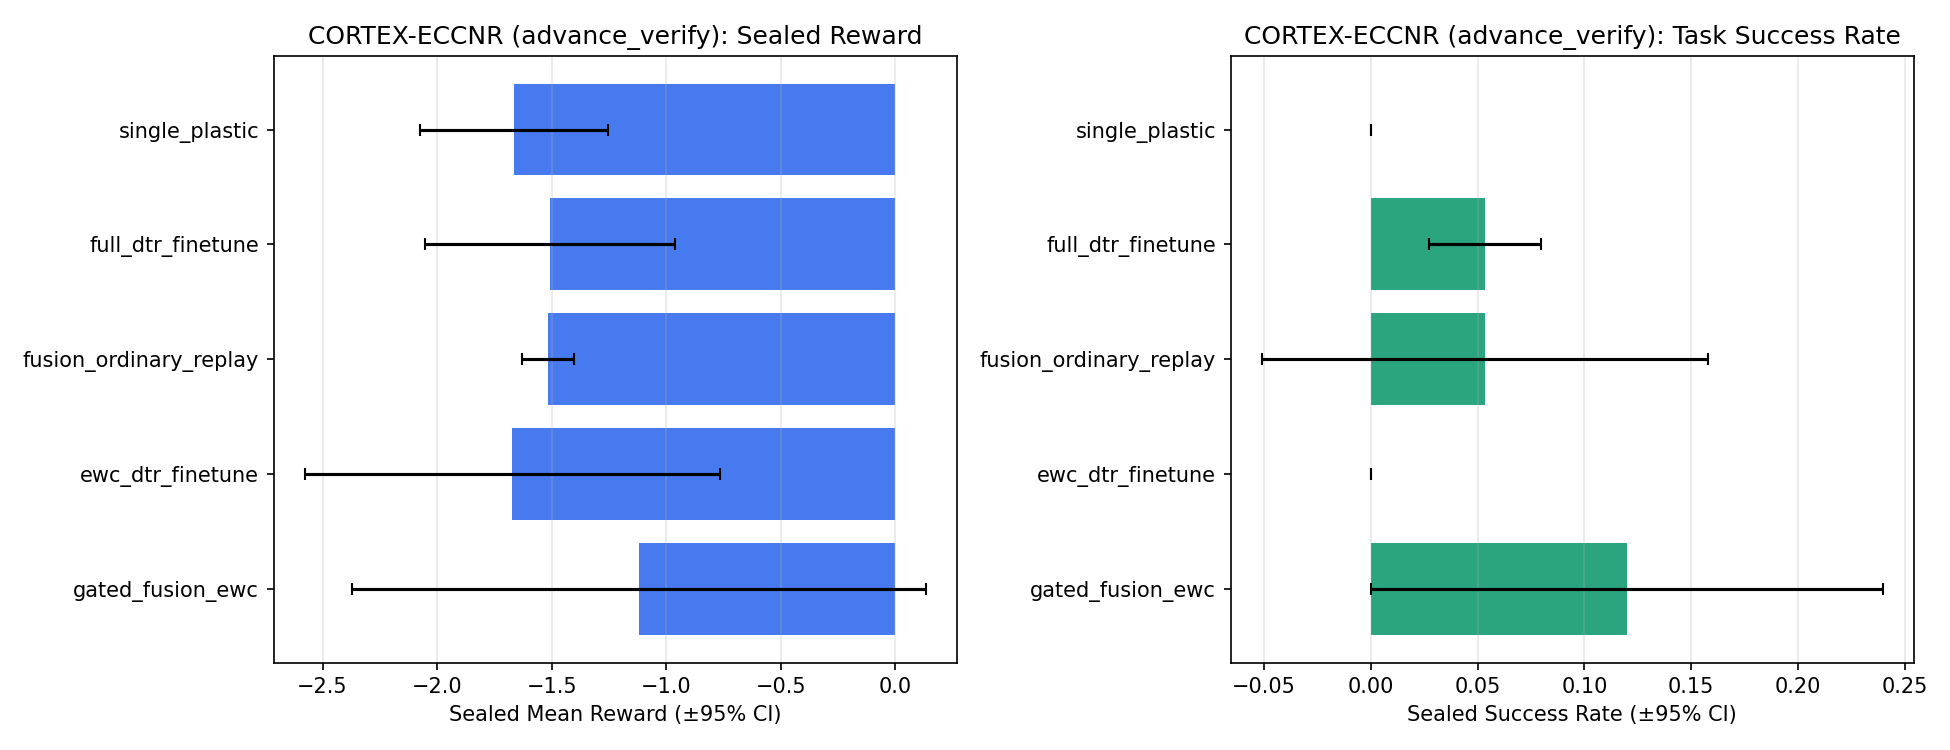 CORTEX-ECCNR (advance_verify): Sealed Reward
single_plastic
full_dtr_finetune
fusion_ordinary_replay
ewc_dtr_finetune
gated_fusion_ewc
−2.5 −2.0 −1.5 −1.0 −0.5 0.0
Sealed Mean Reward (±95% CI)
CORTEX-ECCNR (advance_verify): Task Success Rate
single_plastic
full_dtr_finetune
fusion_ordinary_replay
ewc_dtr_finetune
gated_fusion_ewc
−0.05 0.00 0.05 0.10 0.15 0.20 0.25
Sealed Success Rate (±95% CI)